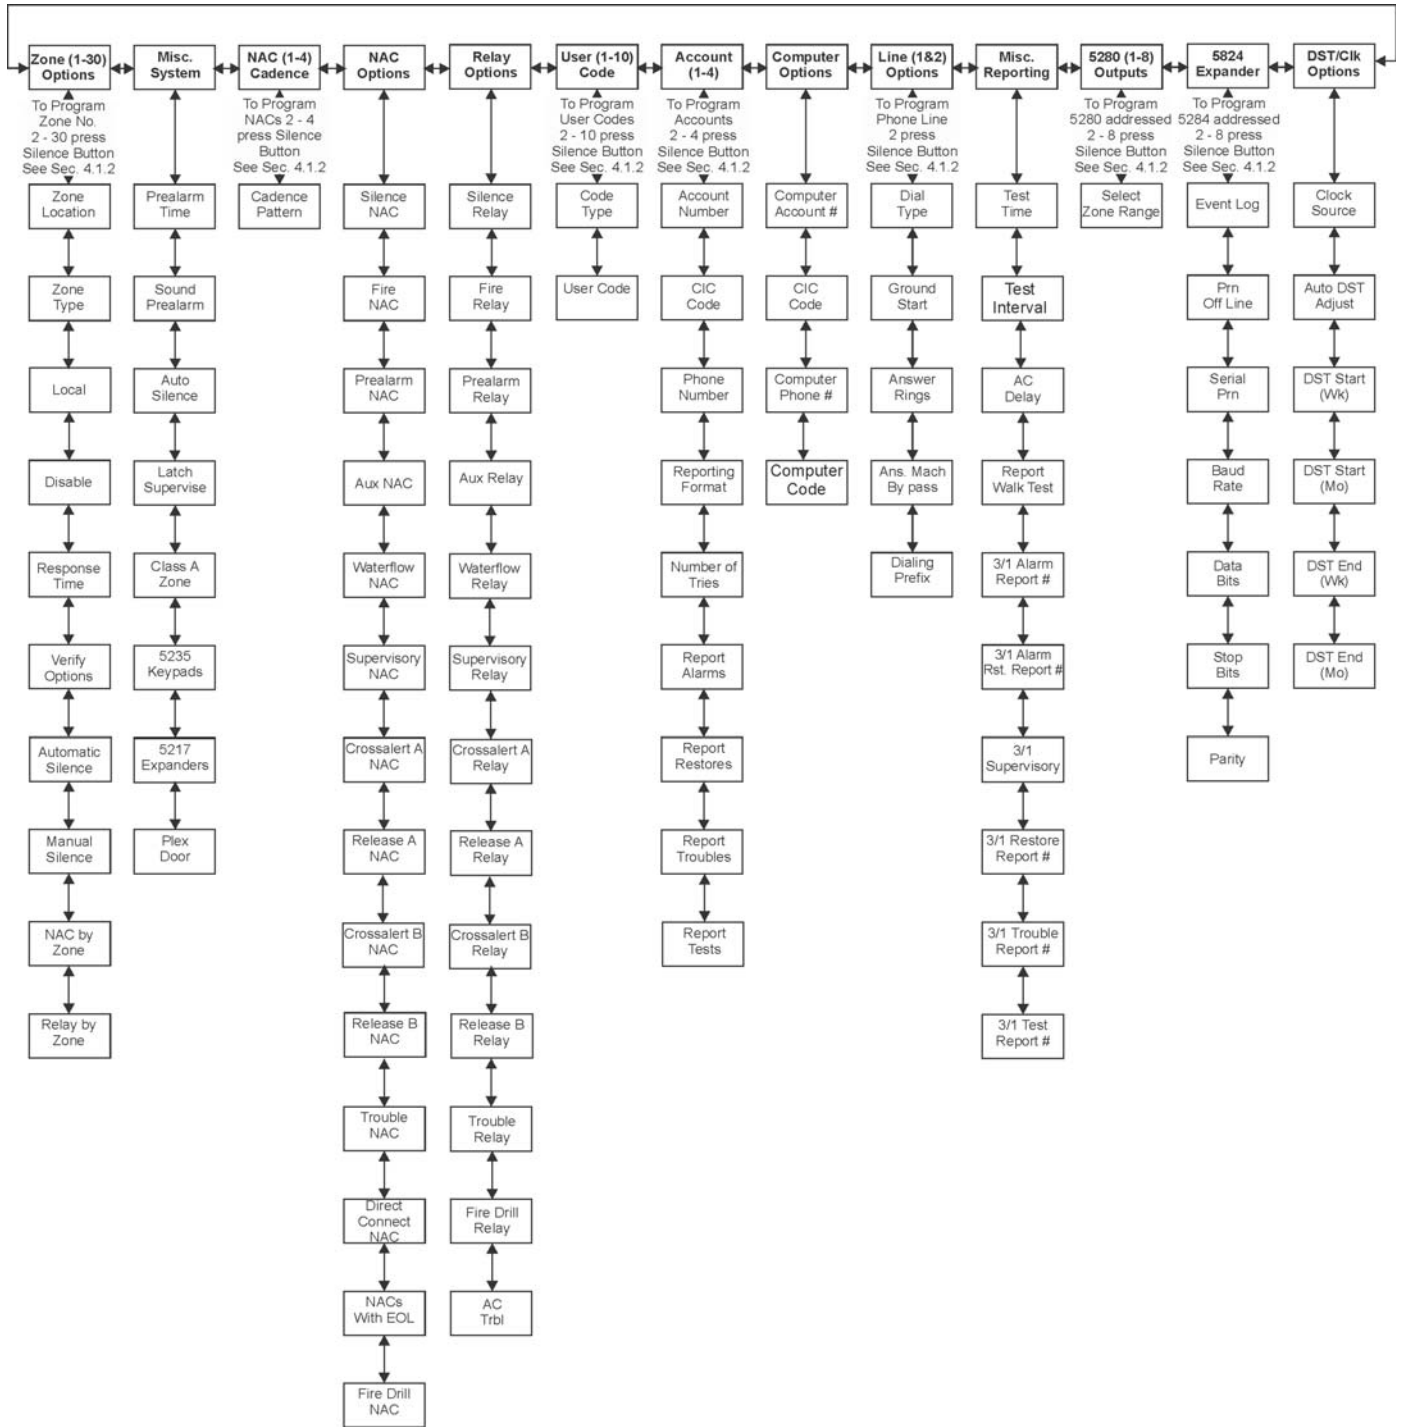 Zone (1-30)
Options
Misc.
System
NAC (1-4)
Cadence
NAC
Options
Relay
Options
User (1-10)
Code
Account
(1-4)
Computer
Options
Line (1&2)
Options
Misc.
Reporting
5280 (1-8)
Outputs
5824
Expander
DST/Clk
Options
To Program
Zone No.
2 - 30 press
Silence Button
See Sec. 4.1.2
Zone
Location
Zone
Type
Local
Disable
Response
Time
Verify
Options
Automatic
Silence
Manual
Silence
NAC by
Zone
Relay by
Zone
Prealarm
Time
Sound
Prealarm
Auto
Silence
Latch
Supervise
Class A
Zone
5235
Keypads
5217
Expanders
Plex
Door
To Program
NACs 2 - 4
press Silence
Button
See Sec. 4.1.2
Cadence
Pattern
Silence
NAC
Fire
NAC
Prealarm
NAC
Aux NAC
Waterflow
NAC
Supervisory
NAC
Crossalert A
NAC
Release A
NAC
Crossalert B
NAC
Release B
NAC
Trouble
NAC
Direct
Connect
NAC
NACs
With EOL
Fire Drill
NAC
Silence
Relay
Fire
Relay
Prealarm
Relay
Aux Relay
Waterflow
Relay
Supervisory
Relay
Crossalert A
Relay
Release A
Relay
Crossalert B
Relay
Release B
Relay
Trouble
Relay
Fire Drill
Relay
AC
Trbl
To Program
User Codes
2 - 10 press
Silence Button
See Sec. 4.1.2
Code
Type
User Code
To Program
Accounts
2 - 4 press
Silence Button
See Sec. 4.1.2
Account
Number
CIC
Code
Phone
Number
Reporting
Format
Number of
Tries
Report
Alarms
Report
Restores
Report
Troubles
Report
Tests
Computer
Account #
CIC
Code
Computer
Phone #
Computer
Code
To Program
Phone Line
2 press
Silence Button
See Sec. 4.1.2
Dial
Type
Ground
Start
Answer
Rings
Ans. Mach
By pass
Dialing
Prefix
Test
Time
Test
Interval
AC
Delay
Report
Walk Test
3/1 Alarm
Report #
3/1 Alarm
Rst. Report #
3/1
Supervisory
3/1 Restore
Report #
3/1 Trouble
Report #
3/1 Test
Report #
To Program
5280 addressed
2 - 8 press
Silence Button
See Sec. 4.1.2
Select
Zone Range
To Program
5284 addressed
2 - 8 press
Silence Button
See Sec. 4.1.2
Event Log
Prn
Off Line
Serial
Prn
Baud
Rate
Data
Bits
Stop
Bits
Parity
Clock
Source
Auto DST
Adjust
DST Start
(Wk)
DST Start
(Mo)
DST End
(Wk)
DST End
(Mo)